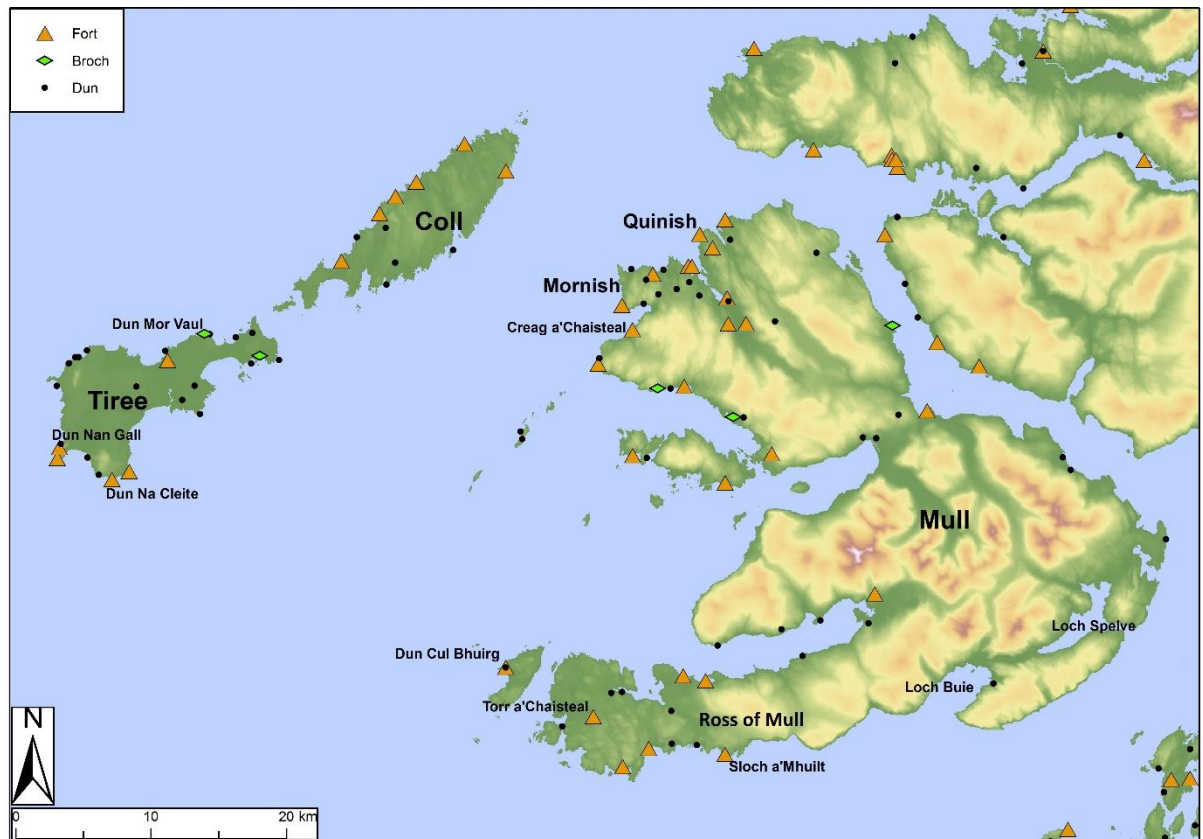 Fort
Broch
Dun
Coll
Quinish
Mornish
Creag a'Chaisteal
Dun Mor Vaul
Tiree
Dun Nan Gall
Dun Na Cleite
Mull
Loch Spelve
Dun Cul Bhuirg
Loch Buie
Torr a'Chaisteal
Ross of Mull
Sloch a'Mhuilt
N
0 10 20 km